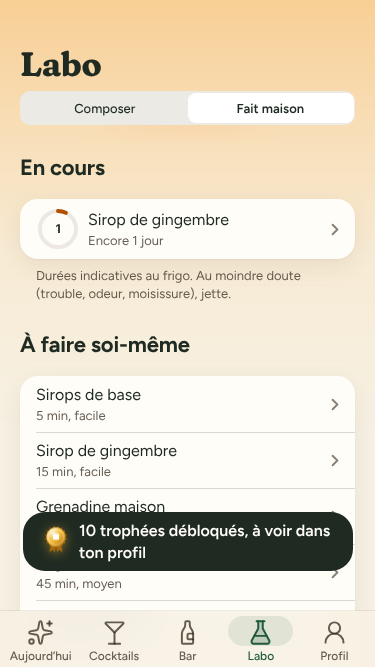 Labo
Composer
Fait maison
En cours
1
Sirop de gingembre
Encore 1 jour
Durées indicatives au frigo. Au moindre doute
(trouble, odeur, moisissure), jette.
À faire soi-même
Sirops de base
5 min, facile
Sirop de gingembre
15 min, facile
Grenadine maison
10 trophées débloqués, à voir dans
ton profil
45 min, moyen
Aujourd'hui
Cocktails
Bar
Labo
Profil